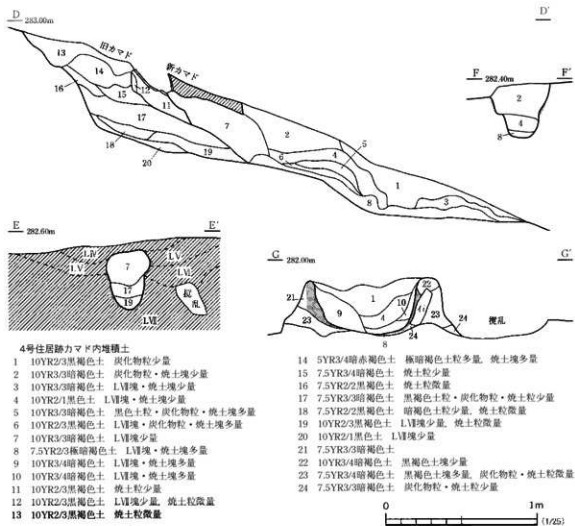 D 283.00m D′
旧カマド
新カマド
13
14
12
16
15
11
17
7
2
18
20
19
6
4
5
8
1
3
F 282.40m F′
2
4
8
E 282.60m E′
LⅣ
LⅤ
LⅥ
7
17
19
撹乱
LⅦ
G 282.00m G′
21
23
9
1
4
8
10
22
23
24
24
撹乱
4号住居跡カマド内堆積土
1 10YR2/3黒褐色土 炭化物粒少量
2 10YR3/3暗褐色土 炭化物粒・焼土塊少量
3 10YR3/3暗褐色土 LⅦ塊・焼土塊少量
4 10YR2/1黒色土 LⅦ塊・焼土塊少量
5 10YR3/3暗褐色土 黒色土粒・炭化物粒・焼土塊多量
6 10YR2/3黒褐色土 LⅦ塊・炭化物粒・焼土塊多量
7 10YR3/3暗褐色土 LⅦ塊少量
8 7.5YR2/3極暗褐色土 LⅦ塊・焼土塊多量
9 10YR3/4暗褐色土 LⅦ塊・焼土塊多量
10 10YR3/4暗褐色土 LⅦ塊・焼土塊多量
11 10YR2/3黒褐色土 焼土粒少量
12 10YR2/3黒褐色土 LⅦ塊少量，焼土粒微量
13 10YR2/3黒褐色土 焼土粒微量
14 5YR3/4暗赤褐色土 極暗褐色土粒多量，焼土塊多量
15 7.5YR3/4暗褐色土 焼土粒少量
16 7.5YR2/2黒褐色土 焼土粒微量
17 7.5YR3/3暗褐色土 黒褐色土粒・炭化物粒・焼土粒少量
18 7.5YR2/2黒褐色土 暗褐色土粒少量，焼土粒微量
19 10YR2/3黒褐色土 LⅦ塊少量，焼土粒微量
20 10YR2/1黒色土 LⅦ塊少量
21 7.5YR3/3暗褐色土
22 10YR3/4暗褐色土 黒褐色土塊少量
23 7.5YR3/4暗褐色土 黒褐色土塊多量，炭化物粒・焼土粒微量
24 7.5YR3/3暗褐色土 炭化物粒・焼土粒少量
0 1m
(1/25)